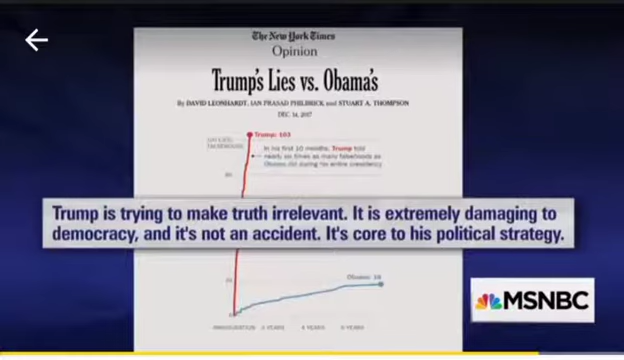 The New York Times
Opinion
Trump's Lies vs. Obama's
By DAVID LEONHARDT, IAN PRASAD PHILBRICK and STUART A. THOMPSON
DEC. 14, 2017
Trump: 103
In his first 10 months, Trump told
nearly six times as many falsehoods as
Obama did during his entire presidency
Trump is trying to make truth irrelevant. It is extremely damaging to
democracy, and it's not an accident. It's core to his political strategy.
Obama: 18
MSNBC
INAUGURATION 2 YEARS 4 YEARS 6 YEARS